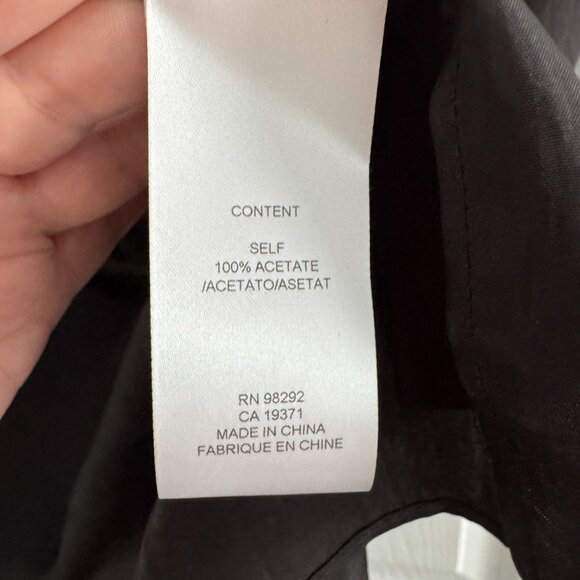 CONTENT
SELF
100% ACETATE
/ACETATO/ASETAT
RN 98292
CA 19371
MADE IN CHINA
FABRIQUE EN CHINE